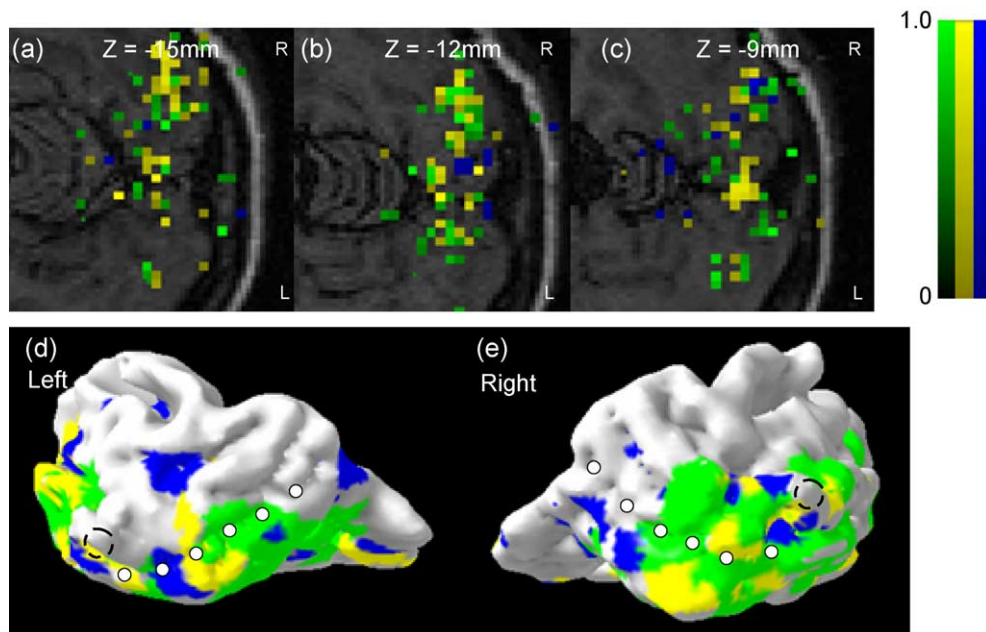 (a) Z = -15mm R
L
(b) Z = -12mm R
L
(c) Z = -9mm R
L
1.0
0
(d)
Left
(e)
Right